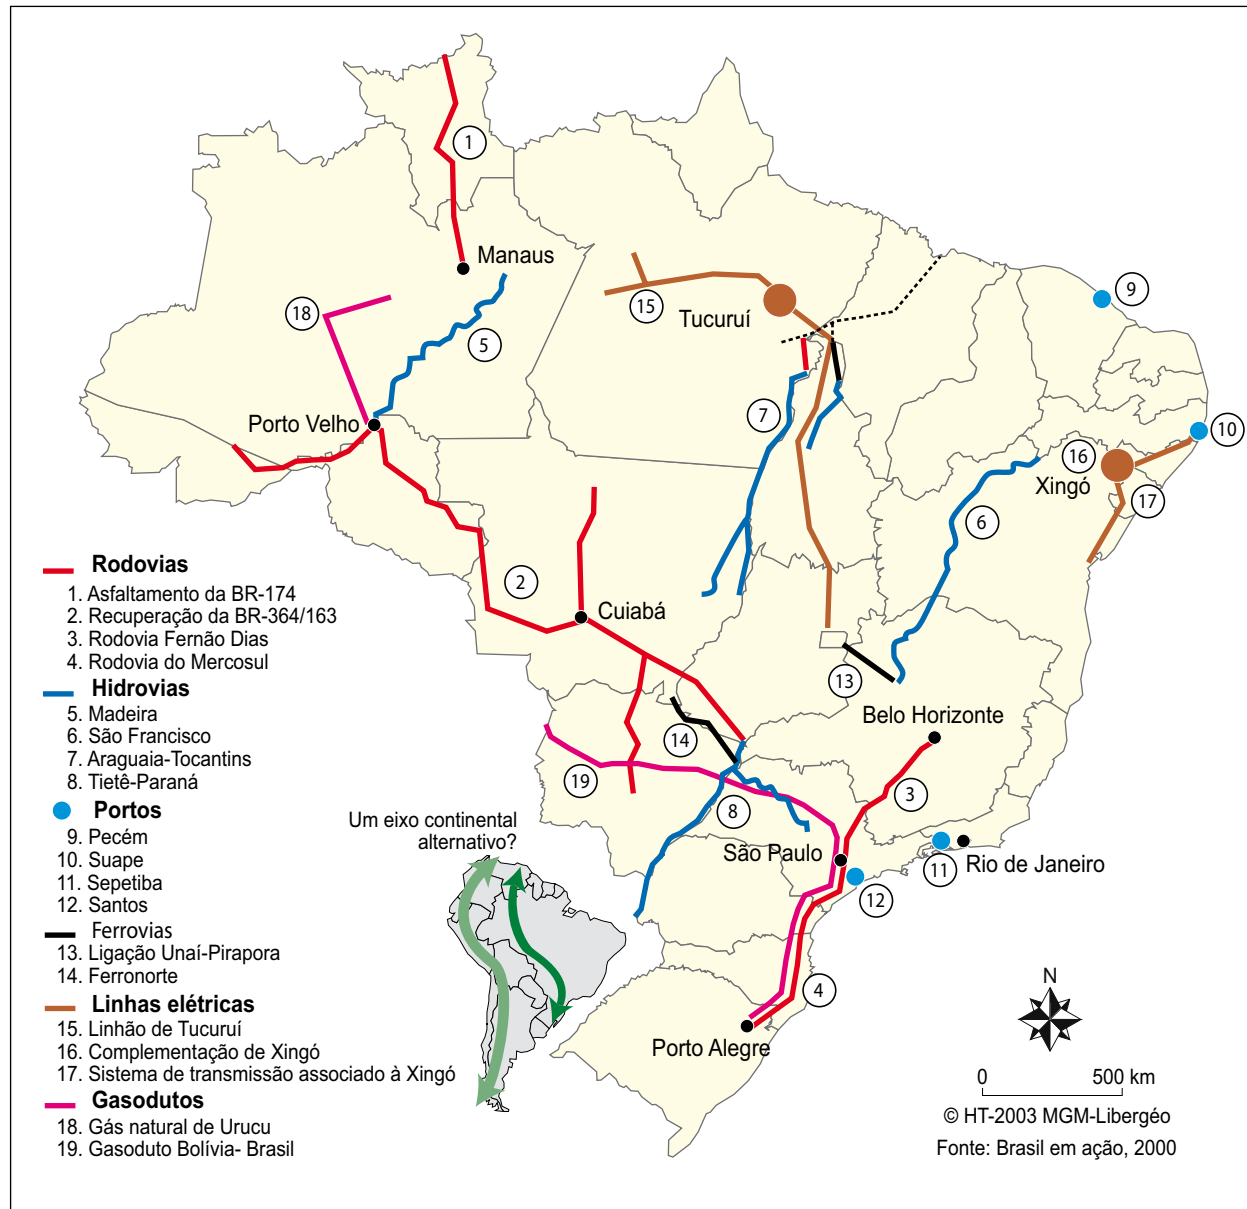 1
Manaus
18
5
15
Tucuruí
9
Porto Velho
7
10
16
Xingó
17
6
2
Cuiabá
13
Belo Horizonte
14
19
3
8
São Paulo
11
Rio de Janeiro
12
4
Porto Alegre
Rodovias
1. Asfaltamento da BR-174
2. Recuperação da BR-364/163
3. Rodovia Fernão Dias
4. Rodovia do Mercosul
Hidrovias
5. Madeira
6. São Francisco
7. Araguaia-Tocantins
8. Tietê-Paraná
Portos
9. Pecém
10. Suape
11. Sepetiba
12. Santos
Ferrovias
13. Ligação Unaí-Pirapora
14. Ferronorte
Linhas elétricas
15. Linhão de Tucuruí
16. Complementação de Xingó
17. Sistema de transmissão associado à Xingó
Gasodutos
18. Gás natural de Urucu
19. Gasoduto Bolívia- Brasil
Um eixo continental
alternativo?
N
0 500 km
© HT-2003 MGM-Libergéo
Fonte: Brasil em ação, 2000